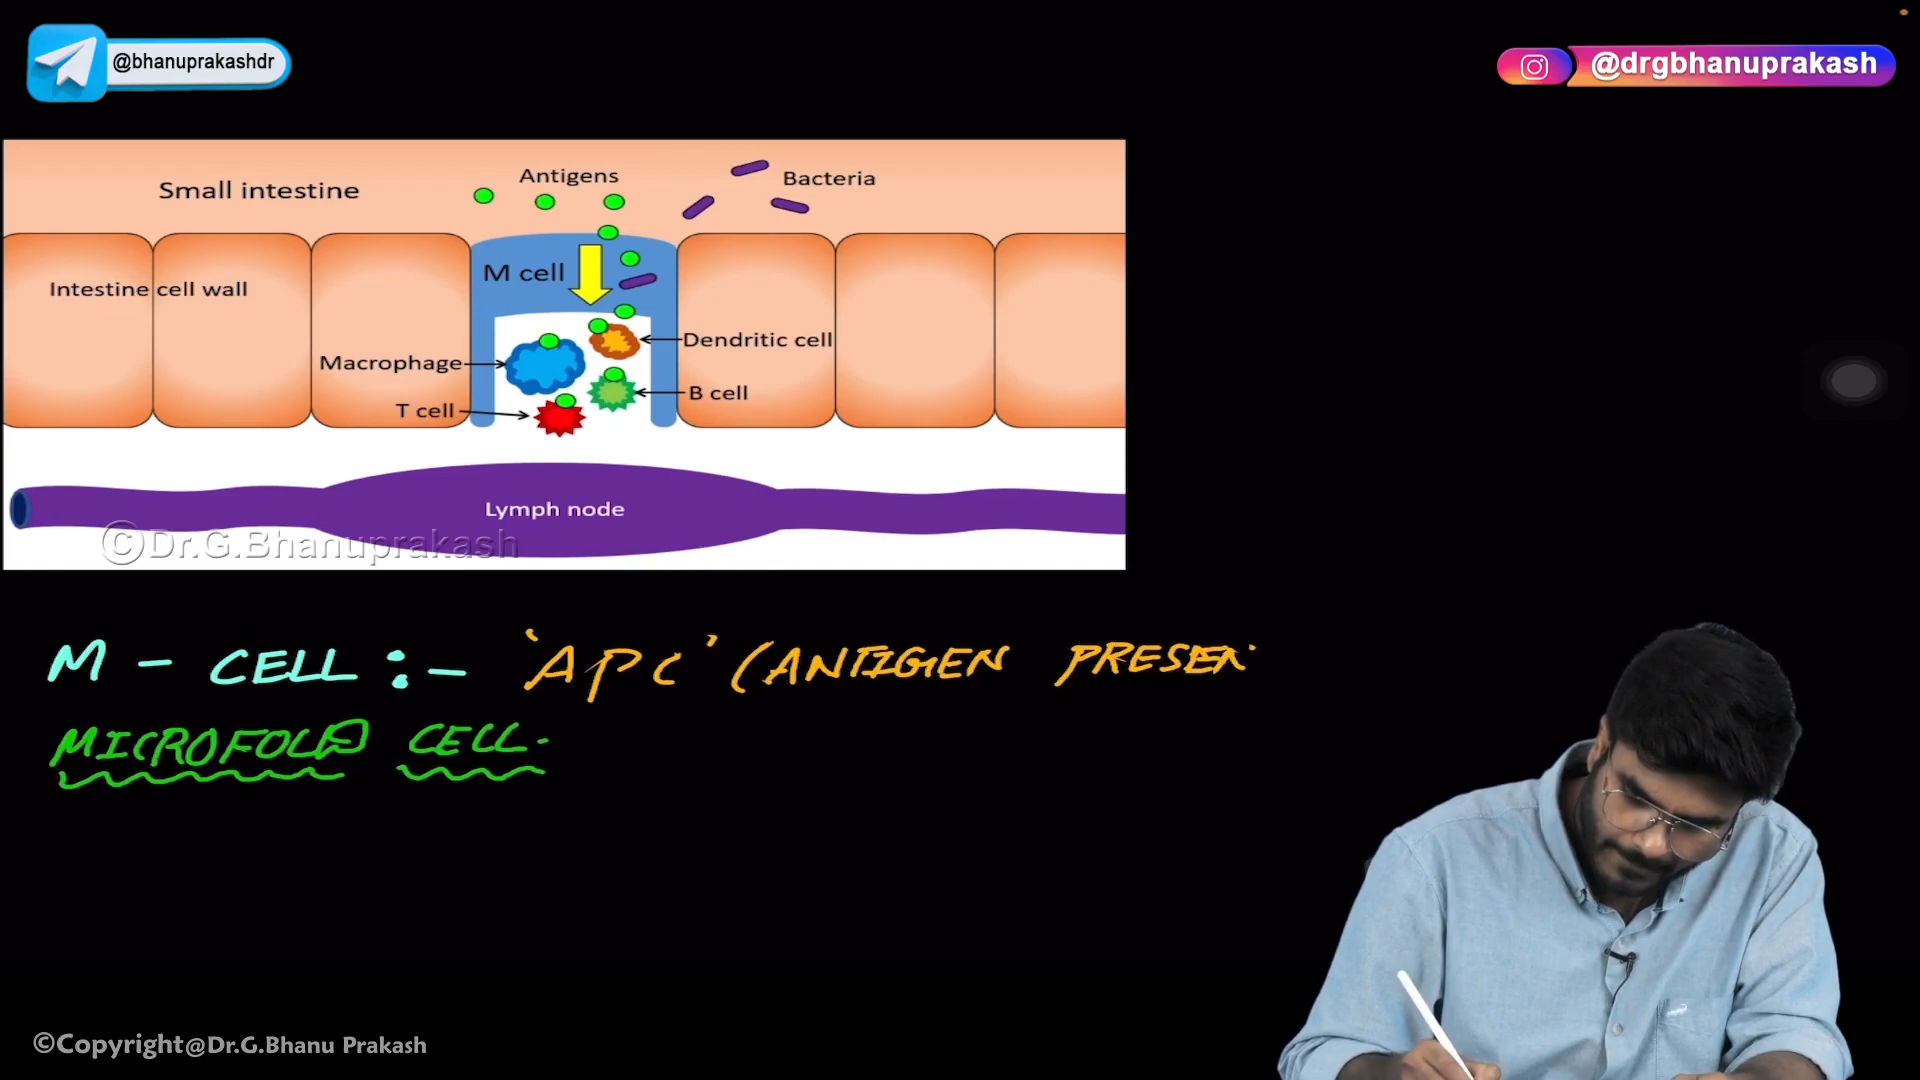 @bhanuprakashdr
@drgbhanuprakash
Small intestine
Antigens
Bacteria
M cell
Intestine cell wall
Dendritic cell
Macrophage
B cell
T cell
Lymph node
©Dr.G.Bhanuprakash
M - CELL :- 'APC' (ANTIGEN PRESEN
MICROFOLD CELL.
©Copyright@Dr.G.Bhanu Prakash